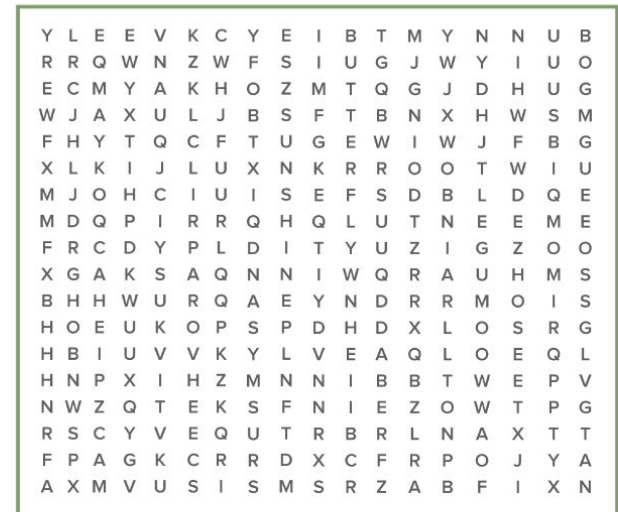 Y L E E V K C Y E I B T M Y N N U B
R R Q W N Z W F S I U G J W Y I U O
E C M Y A K H O Z M T Q G J D H U G
W J A X U L J B S F T B N X H W S M
F H Y T Q C F T U G E W I W J F B G
X L K I J L U X N K R R O O T W I U
M J O H C I U I S E F S D B L D Q E
M D Q P I R R Q H Q L U T N E E M E
F R C D Y P L D I T Y U Z I G Z O O
X G A K S A Q N N I W Q R A U H M S
B H H W U R Q A E Y N D R R M O I S
H O E U K O P S P D H D X L O S R G
H B I U V V K Y L V E A Q L O E Q L
H N P X I H Z M N N I B B T W E P V
N W Z Q T E K S F N I E Z O W T P G
R S C Y V E Q U T R B R L N A X T T
F P A G K C R R D X C F R P O J Y A
A X M V U S I S M S R Z A B F I X N